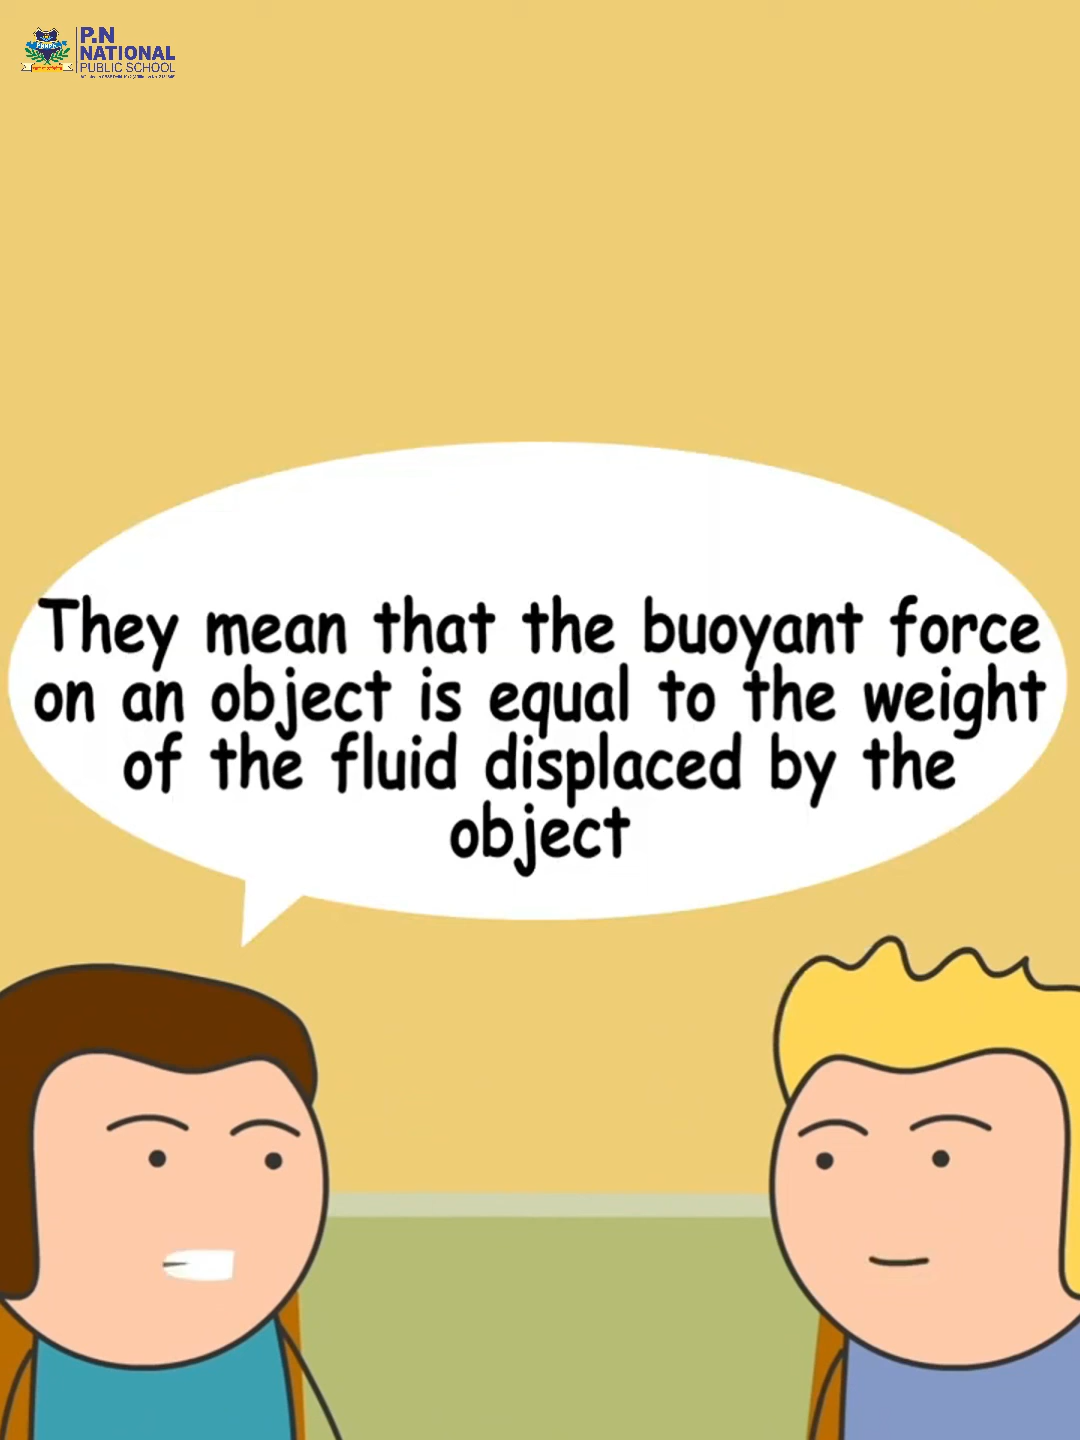 P.N
NATIONAL
PUBLIC SCHOOL
They mean that the buoyant force
on an object is equal to the weight
of the fluid displaced by the
object